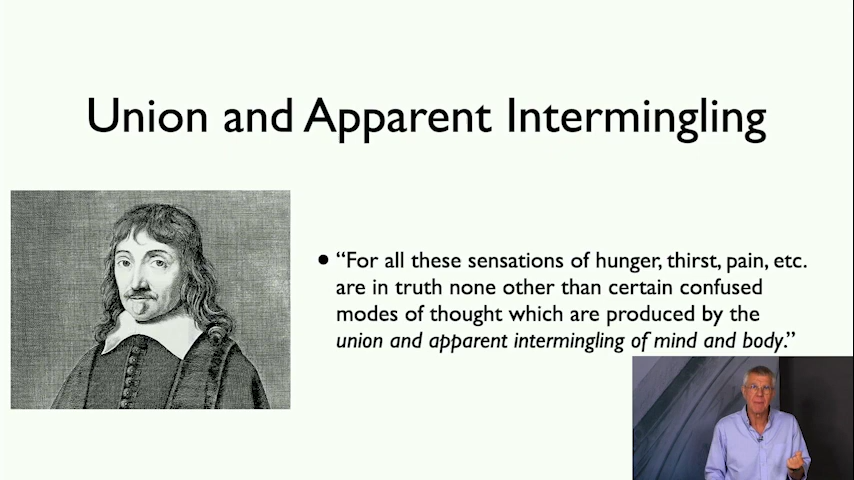 Union and Apparent Intermingling
• “For all these sensations of hunger, thirst, pain, etc.
are in truth none other than certain confused
modes of thought which are produced by the
union and apparent intermingling of mind and body.”